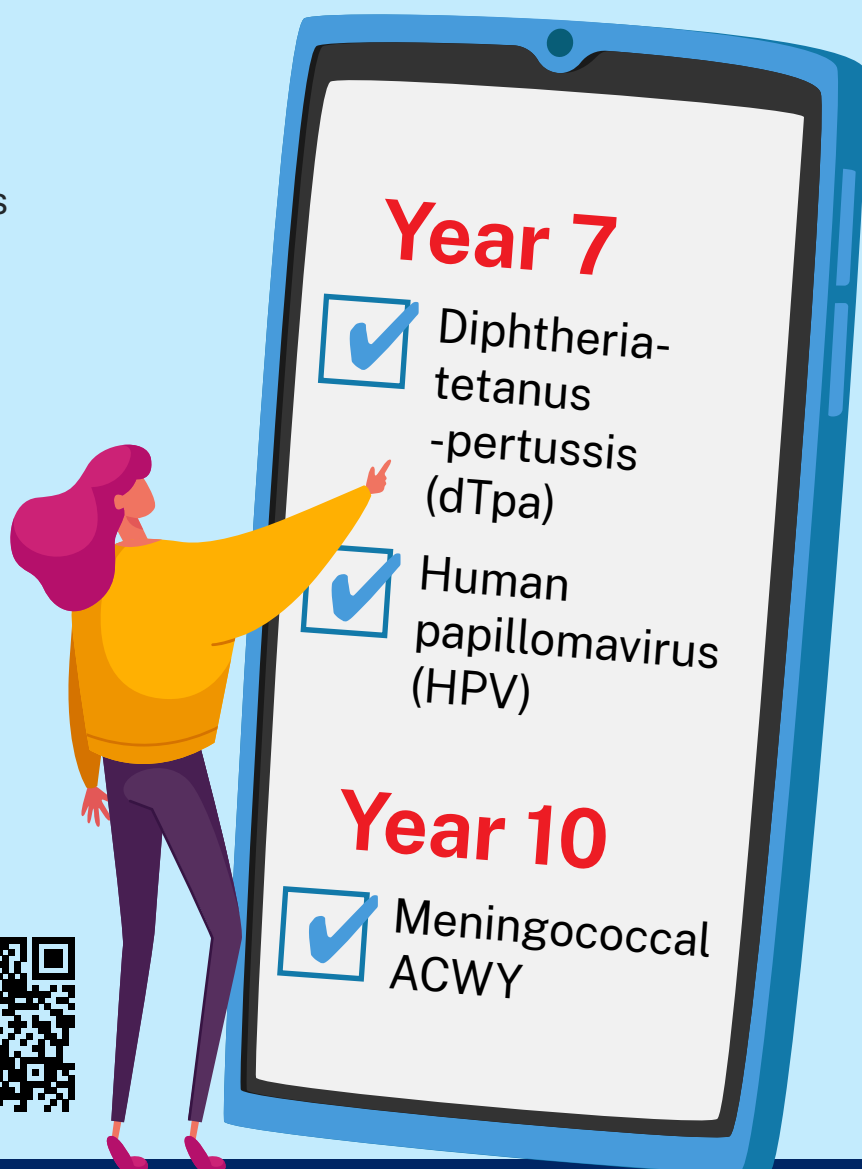 s
Year 7
Diphtheria-
tetanus
-pertussis
(dTpa)
Human
papillomavirus
(HPV)
Year 10
Meningococcal
ACWY